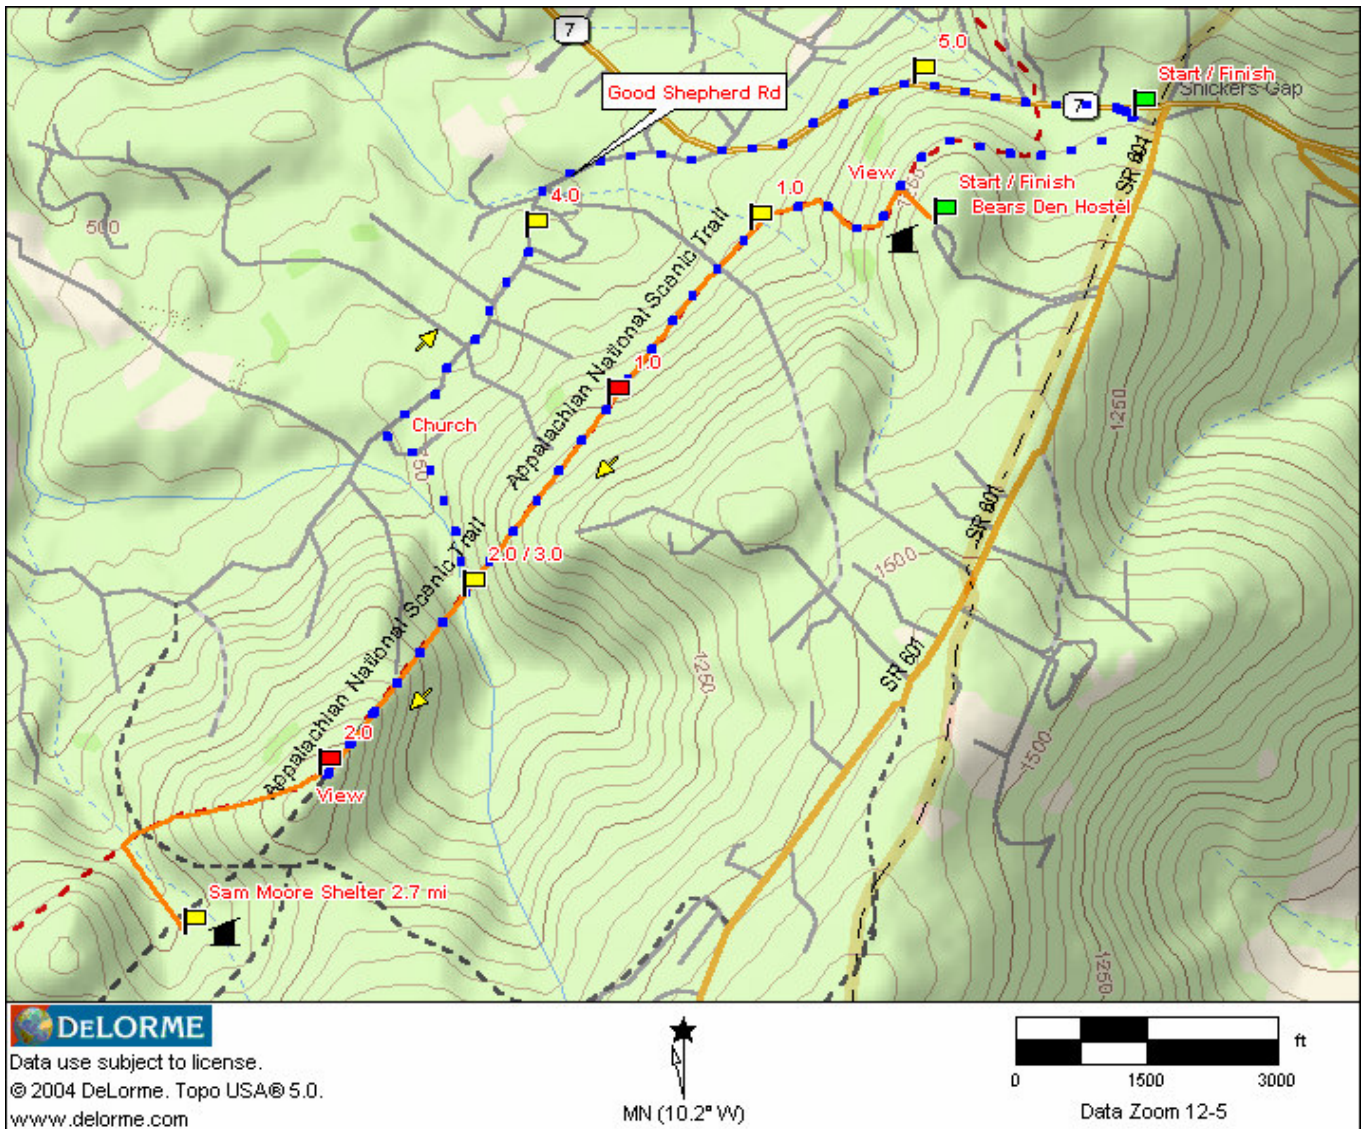 7
5.0
Start / Finish
Snickers Gap
Good Shepherd Rd
7
SR 601
View
1250
Start / Finish
Bears Den Hostel
4.0
1.0
500
Appalachian National Scenic Trail
1.0
1250
Church
SR 601
2.0 / 3.0
1500
Appalachian National Scenic Trail
1250
SR 601
2.0
View
1500
Sam Moore Shelter 2.7 mi
1250
DELORME
Data use subject to license.
© 2004 DeLorme. Topo USA® 5.0.
www.delorme.com
MN (10.2° W)
ft
0 1500 3000
Data Zoom 12-5